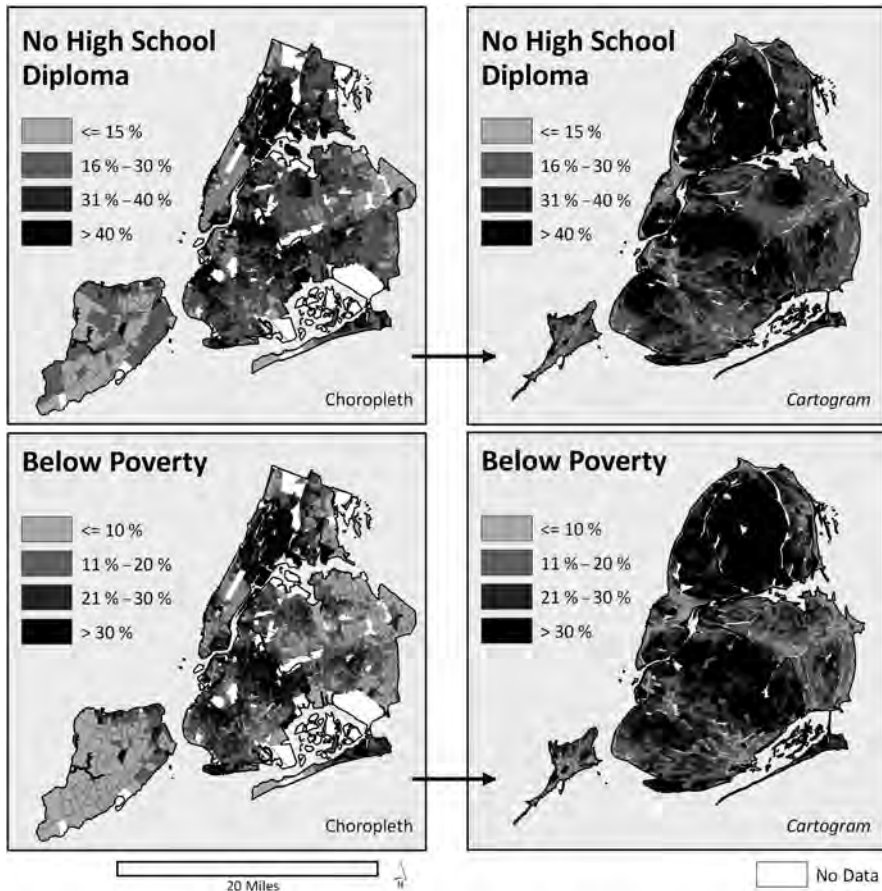 No High School
Diploma
<= 15 %
16 % – 30 %
31 % – 40 %
> 40 %
Choropleth
No High School
Diploma
<= 15 %
16 % – 30 %
31 % – 40 %
> 40 %
Cartogram
Below Poverty
<= 10 %
11 % – 20 %
21 % – 30 %
> 30 %
Choropleth
Below Poverty
<= 10 %
11 % – 20 %
21 % – 30 %
> 30 %
Cartogram
20 Miles
N
No Data